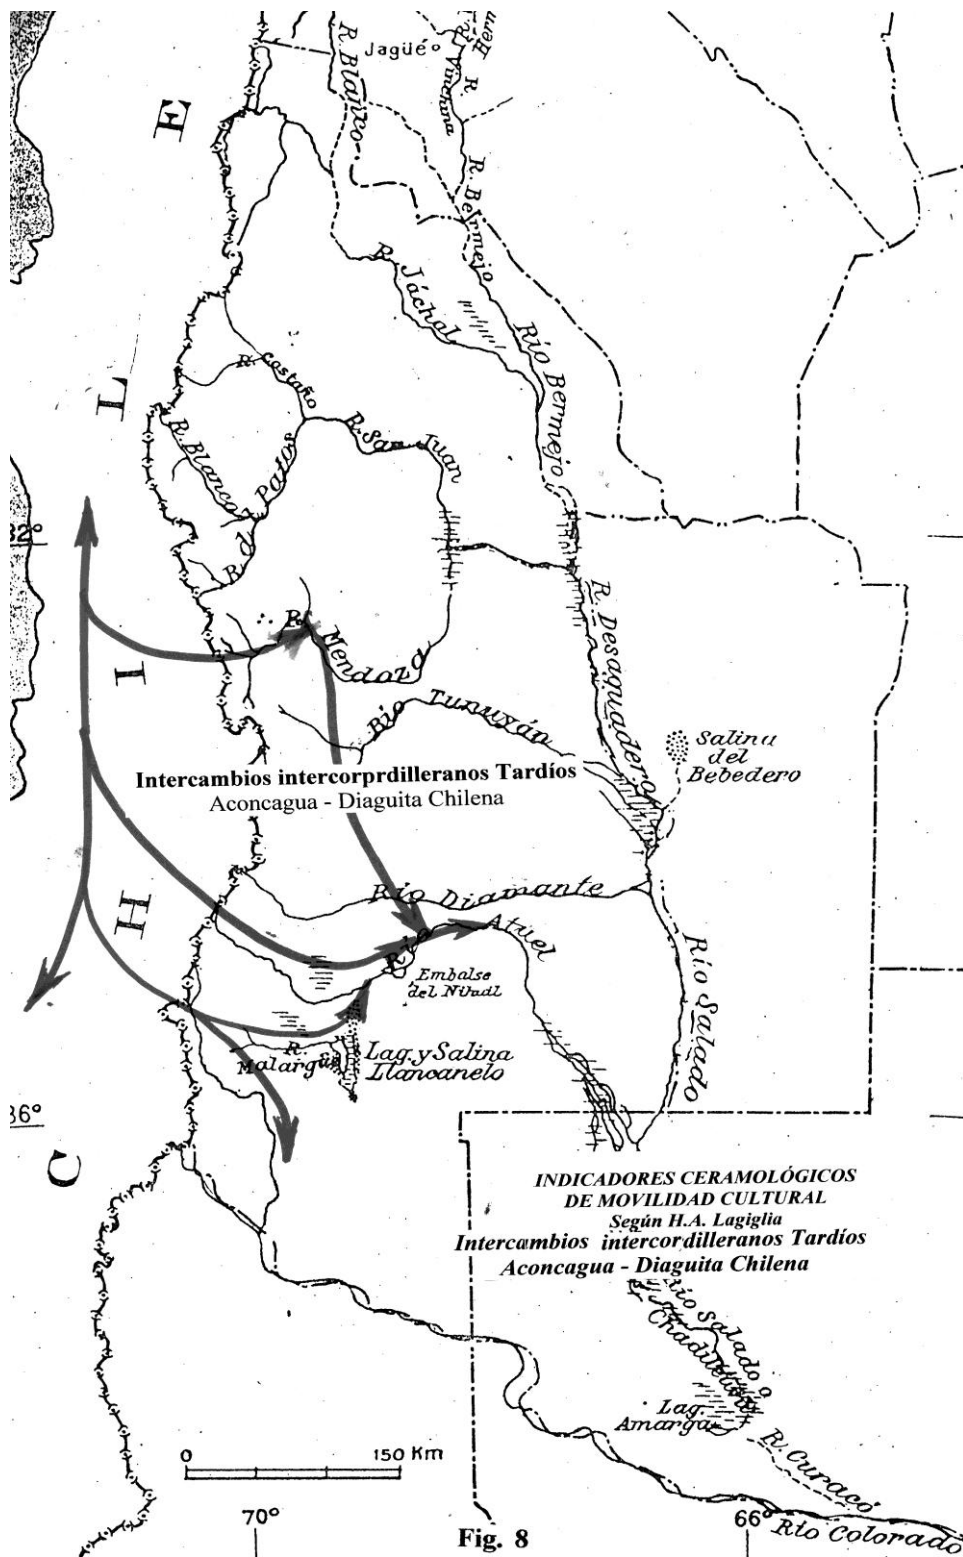 Jagüé
R. Blanco
R. Vinchina
R. Bermejo
E
R. Jáchal
Río Bermejo
R. Costaño
L
R. San Juan
R. Blanco
Patos
R. d
32°
R. Mendoza
R. Desaguadero
I
Río Tunuyán
Salina
del
Bebedero
Intercambios intercorprdilleranos Tardíos
Aconcagua - Diaguita Chilena
Río Diamante
H
Río Atuel
Embalse
del Nihuil
Río Salado
R.
Malargüe
Lag. y Salina
Llancanelo
36°
C
INDICADORES CERAMOLÓGICOS
DE MOVILIDAD CULTURAL
Según H.A. Lagiglia
Intercambios intercordilleranos Tardíos
Aconcagua - Diaguita Chilena
Río Salado o
Lag.
Amarga
R. Curacó
0 150 Km
70°
66°
Río Colorado
Fig. 8